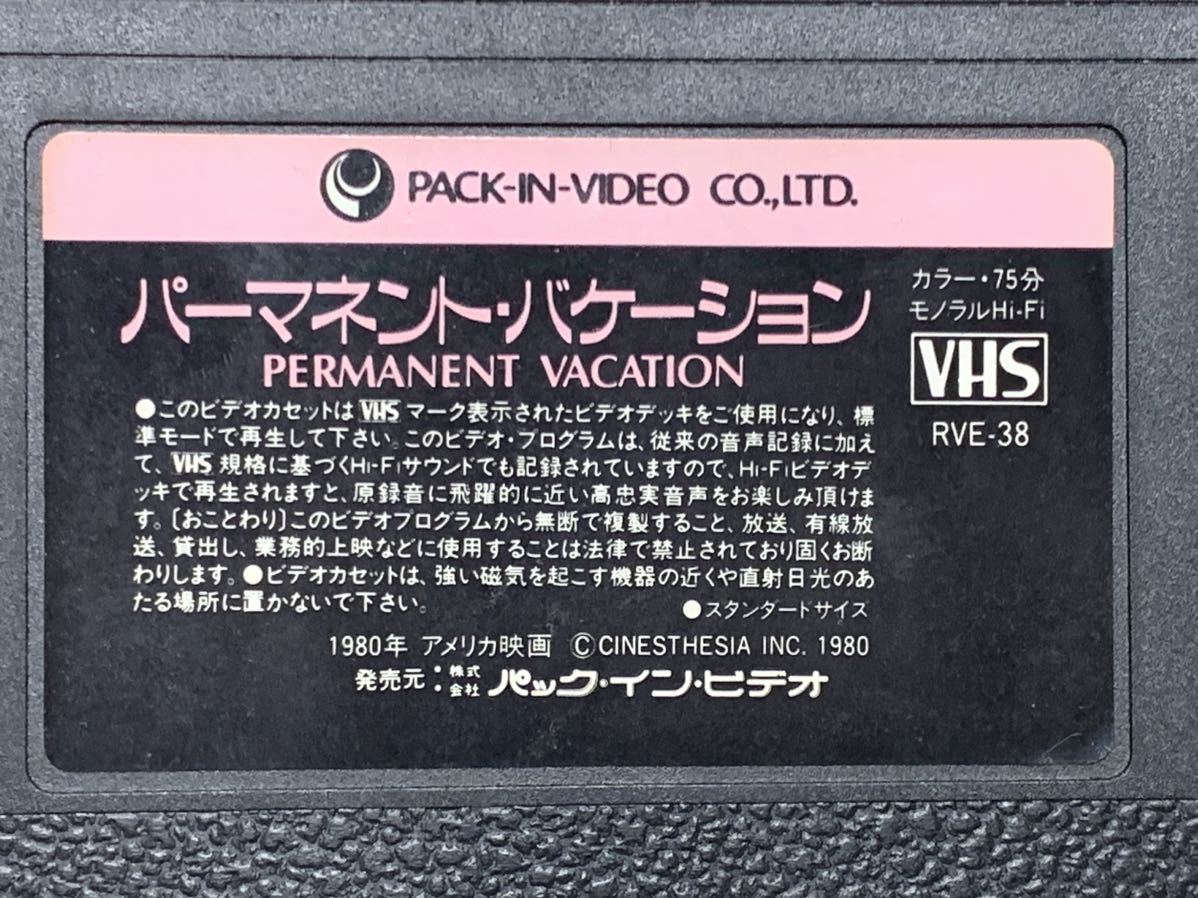 PACK-IN-VIDEO CO.,LTD.
パーマネント・バケーション
PERMANENT VACATION
カラー・75分
モノラルHi-Fi
VHS
RVE-38
●このビデオカセットは VHS マーク表示されたビデオデッキをご使用になり、標
準モードで再生して下さい。このビデオ・プログラムは、従来の音声記録に加え
て、VHS 規格に基づくHi-Fiサウンドでも記録されていますので、Hi-Fiビデオデ
ッキで再生されますと、原録音に飛躍的に近い高忠実音声をお楽しみ頂けま
す。〔おことわり〕このビデオプログラムから無断で複製すること、放送、有線放
送、貸出し、業務的上映などに使用することは法律で禁止されており固くお断
わりします。●ビデオカセットは、強い磁気を起こす機器の近くや直射日光のあ
たる場所に置かないで下さい。
●スタンダードサイズ
1980年 アメリカ映画 ©CINESTHESIA INC. 1980
発売元：株式会社 パック・イン・ビデオ